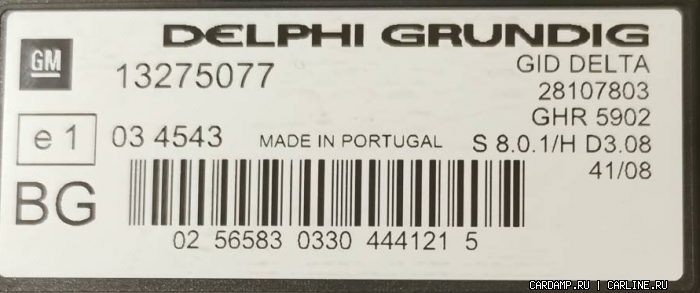 DELPHI GRUNDIG
GM
13275077
GID DELTA
28107803
GHR 5902
e 1
03 4543
MADE IN PORTUGAL
S 8.0.1/H D3.08
41/08
BG
02 56583 0330 444121 5
CARDAMP.RU | CARLINE.RU